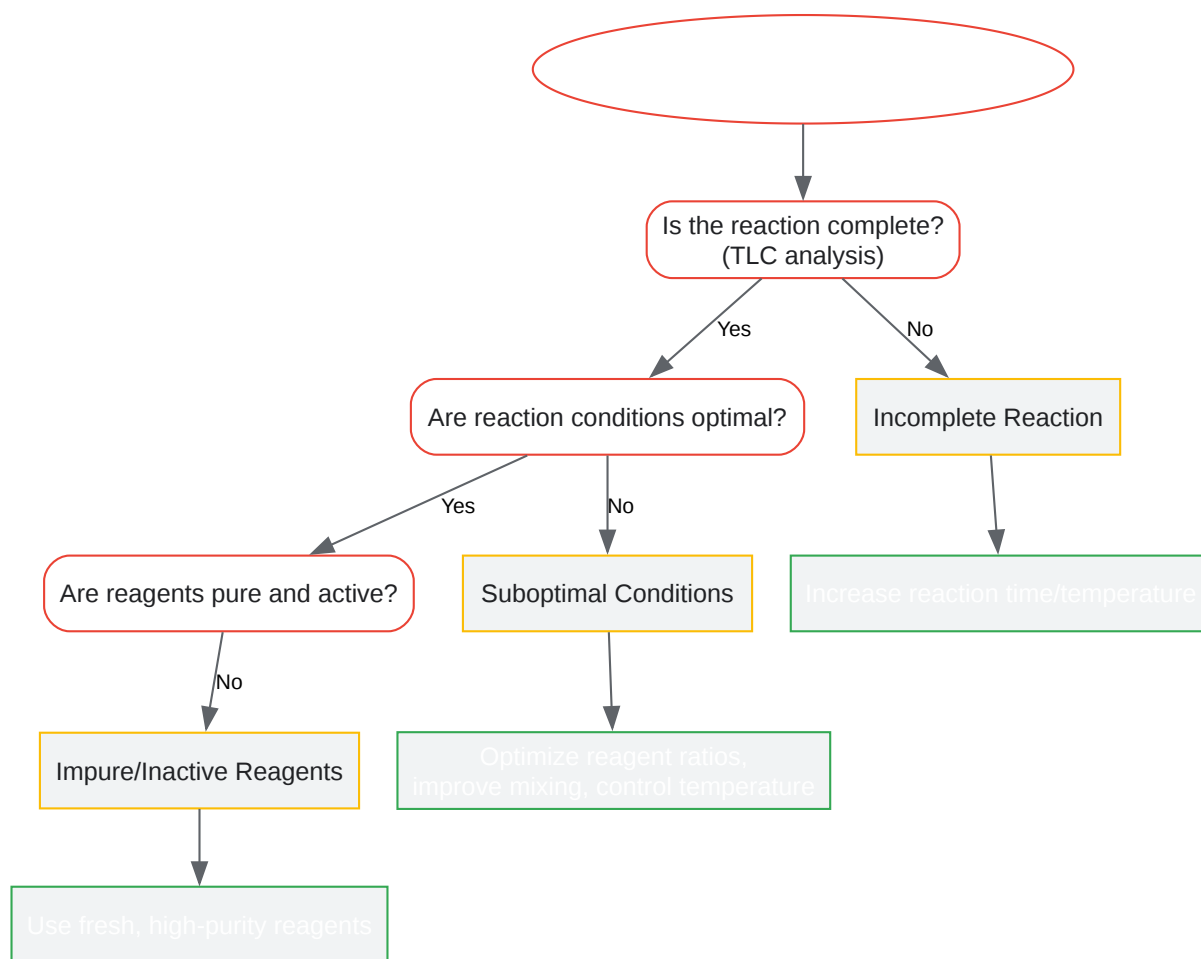 Is the reaction complete?
(TLC analysis)
Yes
No
Are reaction conditions optimal?
Incomplete Reaction
Yes
No
Are reagents pure and active?
Suboptimal Conditions
Increase reaction time/temperature
No
Impure/Inactive Reagents
Optimize reagent ratios,
improve mixing, control temperature
Use fresh, high-purity reagents